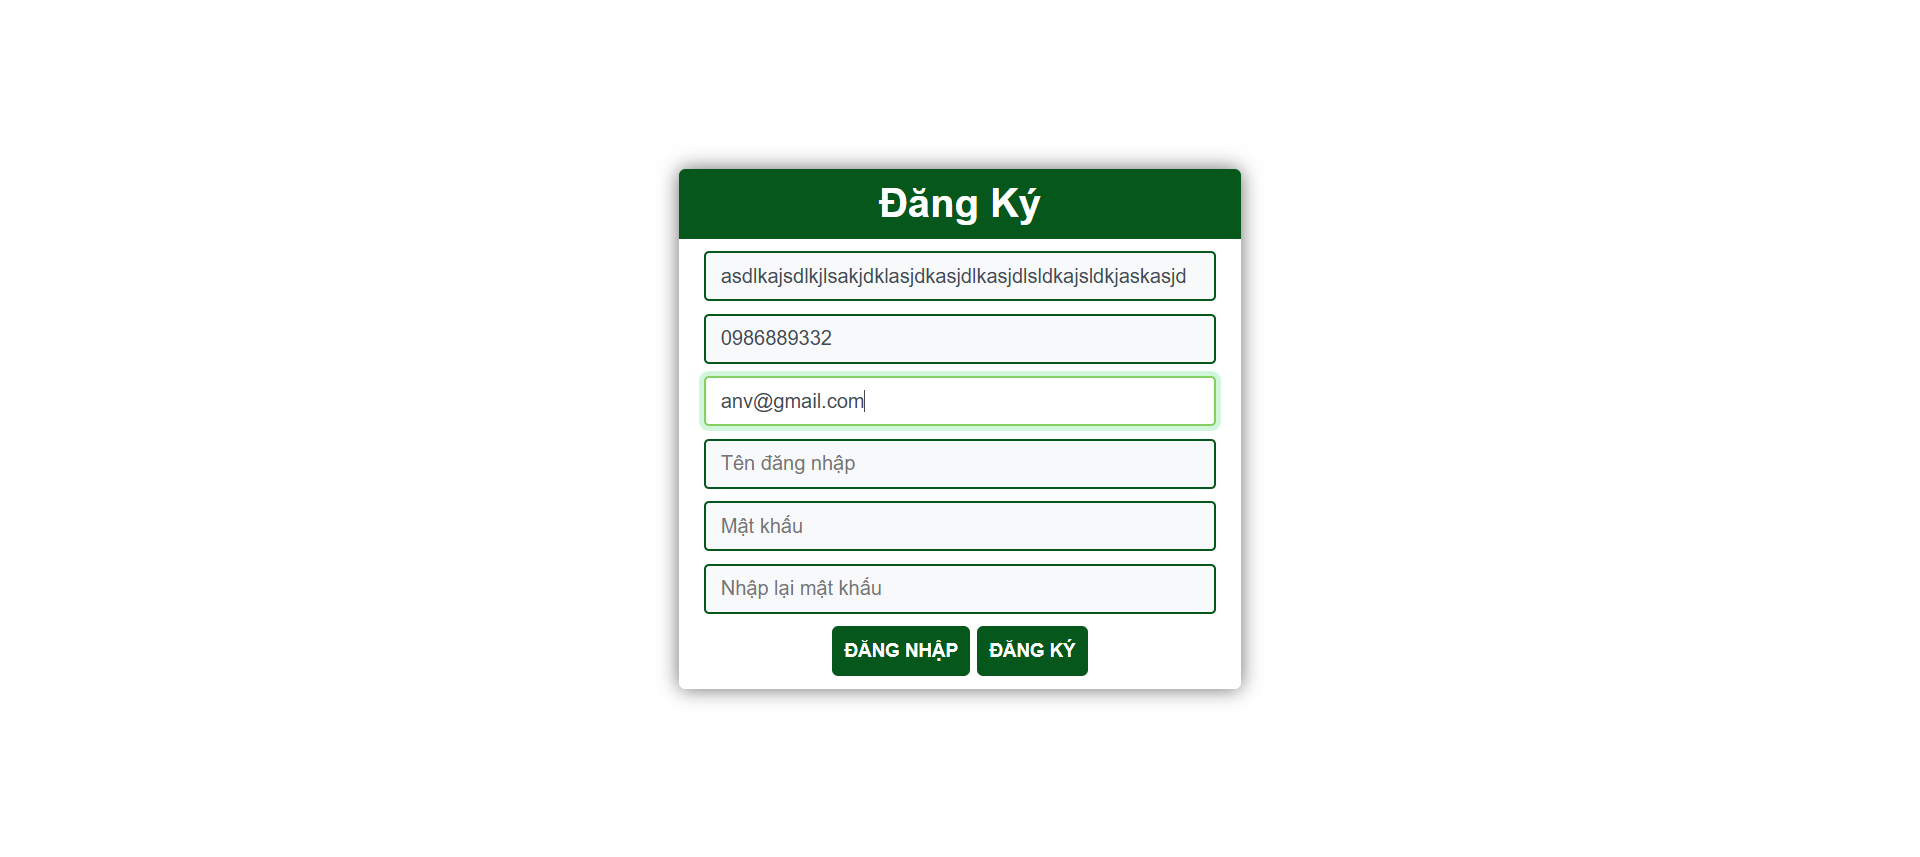 Đăng Ký
asdlkajsdlkjlsakjdklasjdkasjdlkasjdlsldkajsldkjaskasjd
0986889332
anv@gmail.com
Tên đăng nhập
Mật khẩu
Nhập lại mật khẩu
ĐĂNG NHẬP ĐĂNG KÝ